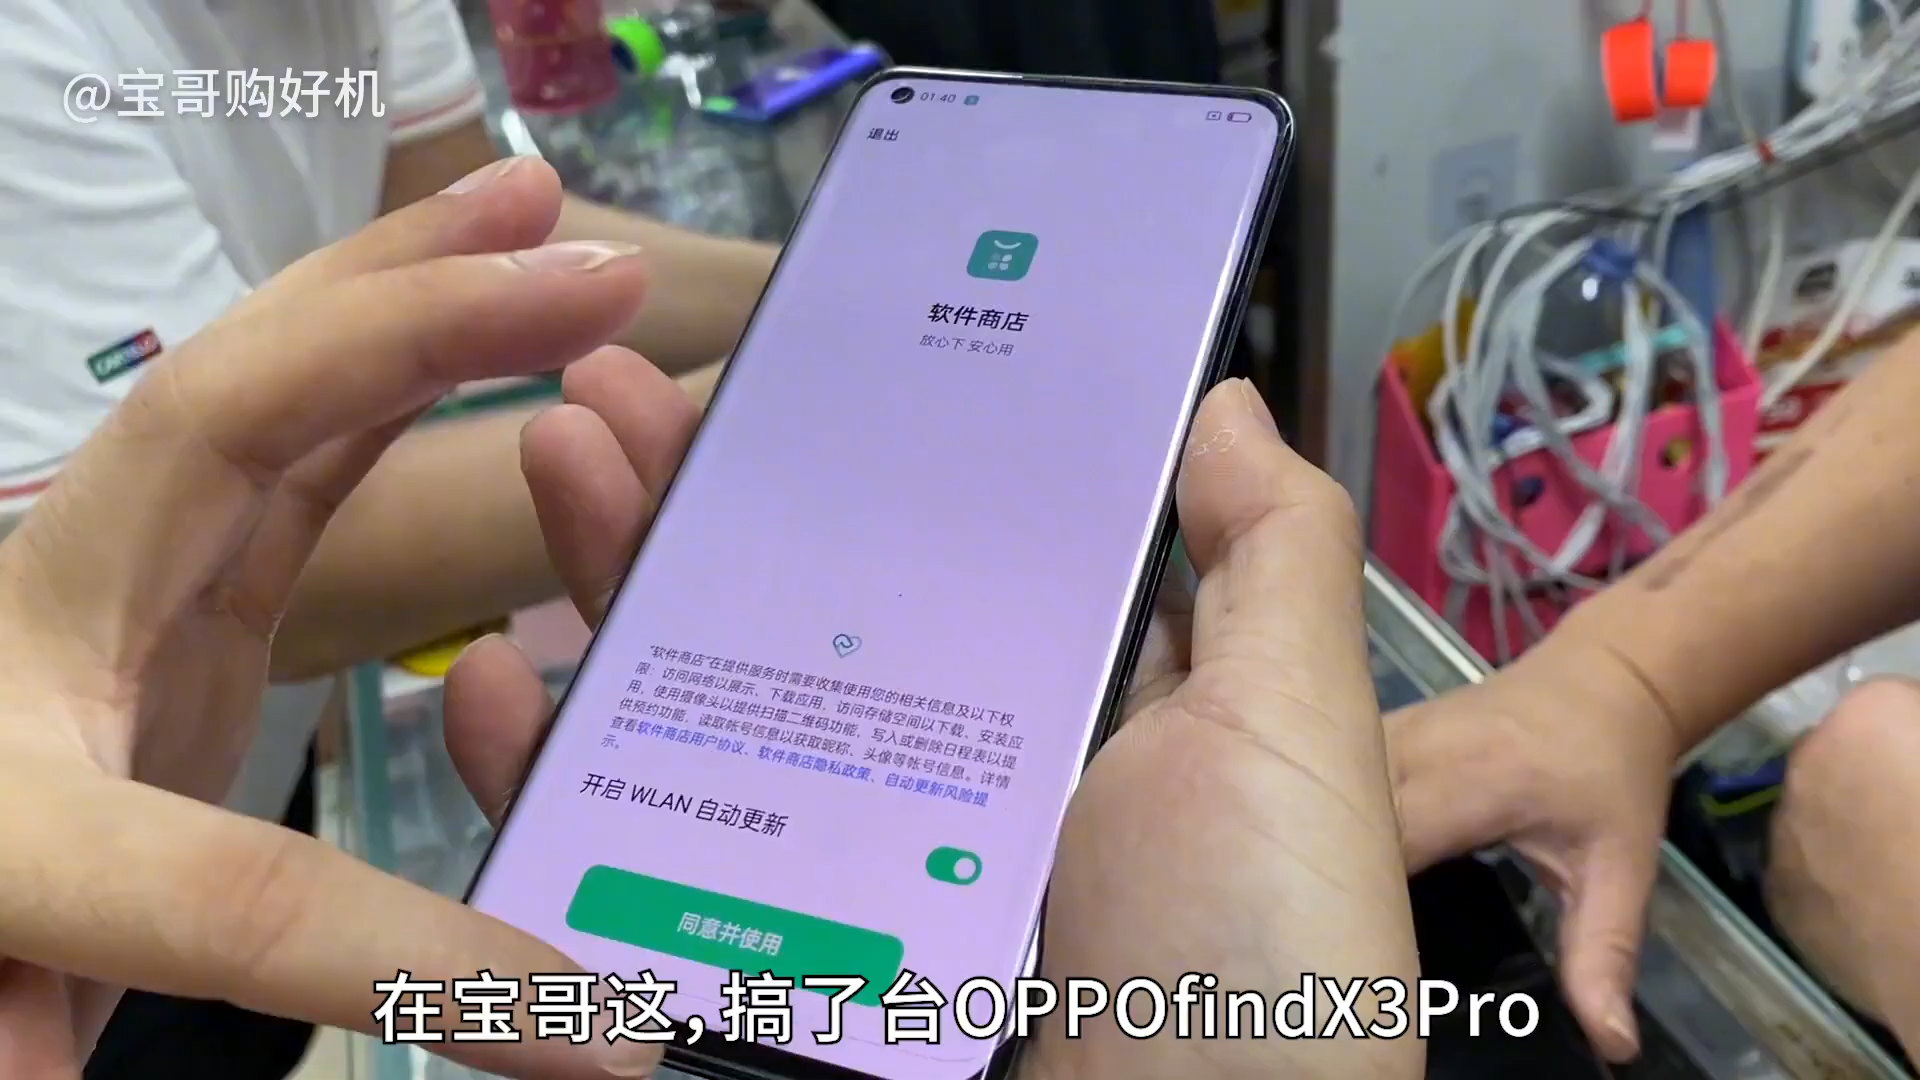 @宝哥购好机
01:40
退出
软件商店
放心下 安心用
"软件商店"在提供服务时需要收集使用您的相关信息及以下权
限：访问网络以展示、下载应用，访问存储空间以下载、安装应
用，使用摄像头以提供扫描二维码功能，写入或删除日程表以提
供预约功能，读取帐号信息以获取昵称、头像等帐号信息。详情
查看软件商店用户协议、软件商店隐私政策、自动更新风险提
示。
开启 WLAN 自动更新
同意并使用
在宝哥这,搞了台OPPOfindX3Pro